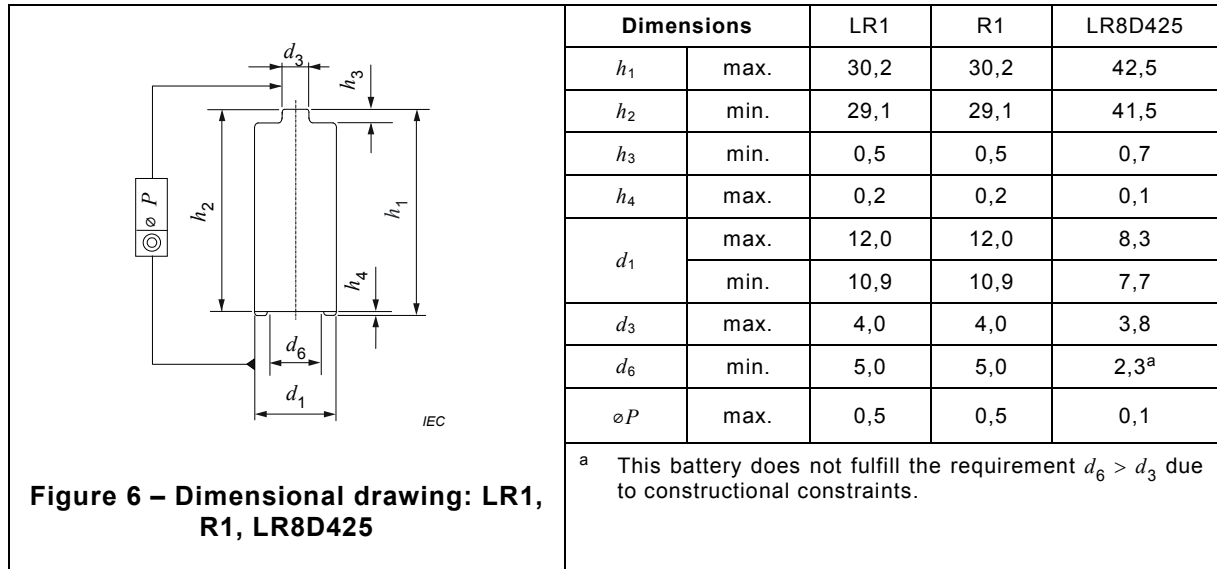 d₃
h₃
⌀ P
h₂
h₁
h₄
d₆
d₁
IEC
Figure 6 – Dimensional drawing: LR1,
R1, LR8D425
Dimensions LR1 R1 LR8D425
h₁ max. 30,2 30,2 42,5
h₂ min. 29,1 29,1 41,5
h₃ min. 0,5 0,5 0,7
h₄ max. 0,2 0,2 0,1
d₁ max. 12,0 12,0 8,3
min. 10,9 10,9 7,7
d₃ max. 4,0 4,0 3,8
d₆ min. 5,0 5,0 2,3ᵃ
⌀P max. 0,5 0,5 0,1
ᵃ This battery does not fulfill the requirement d₆ > d₃ due
to constructional constraints.